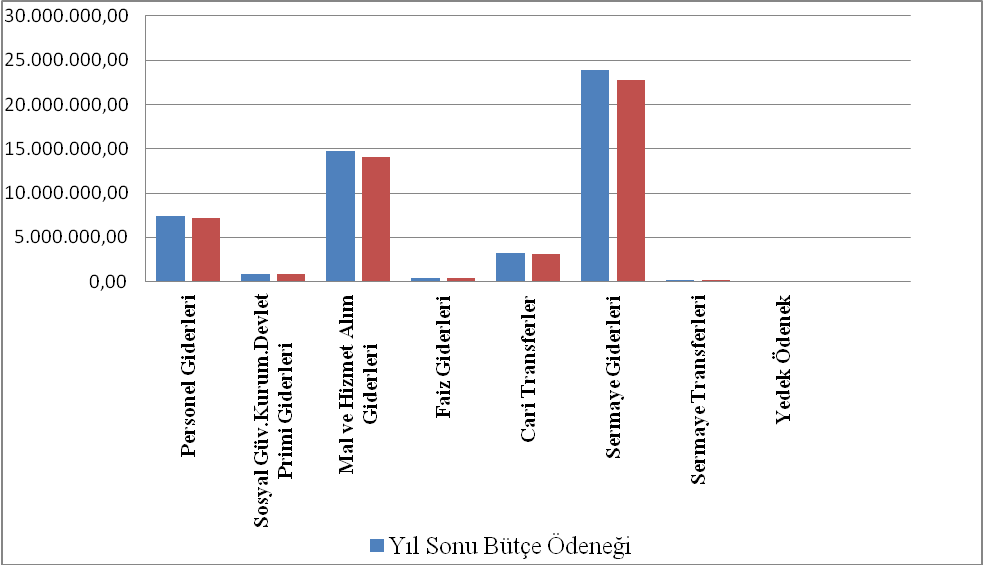 30.000.000,00
25.000.000,00
20.000.000,00
15.000.000,00
10.000.000,00
5.000.000,00
0,00
Personel Giderleri
Sosyal Güv.Kurum.Devlet
Primi Giderleri
Mal ve Hizmet Alım
Giderleri
Faiz Giderleri
Cari Transferler
Sermaye Giderleri
Sermaye Transferleri
Yedek Ödenek
Yıl Sonu Bütçe Ödeneği